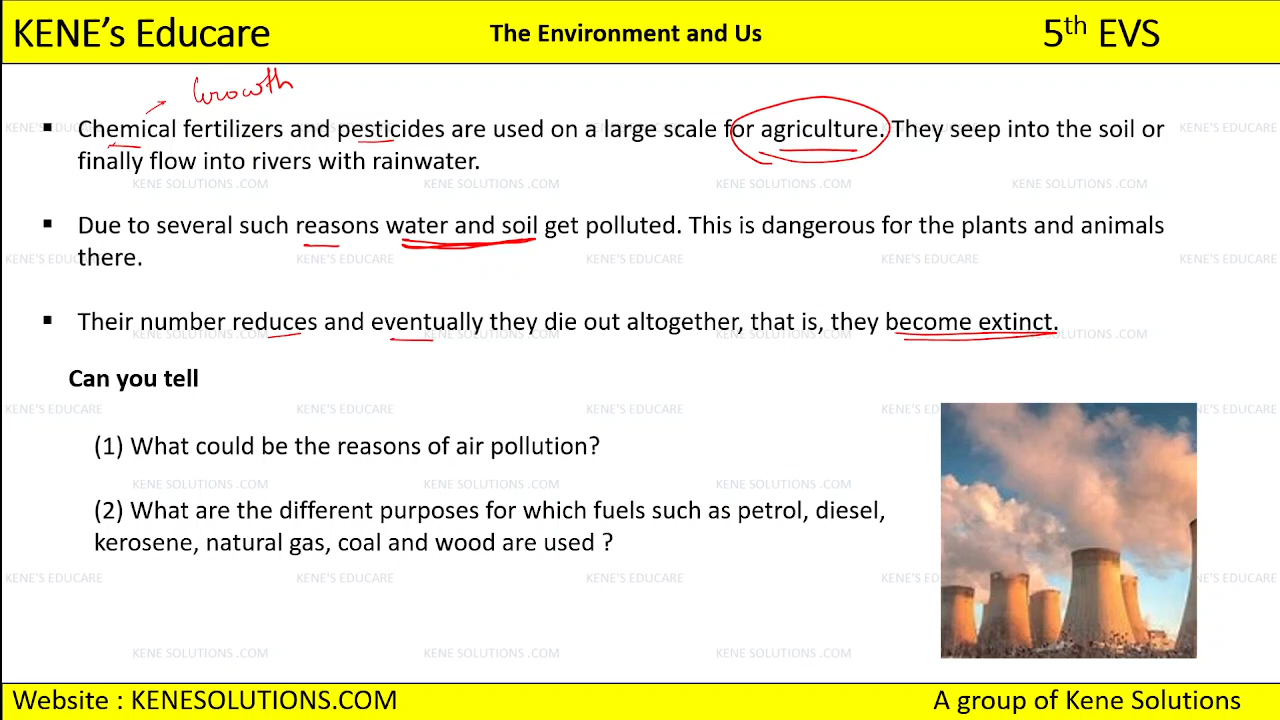 KENE's Educare
The Environment and Us
5th EVS
Growth
▪ Chemical fertilizers and pesticides are used on a large scale for agriculture. They seep into the soil or
finally flow into rivers with rainwater.
▪ Due to several such reasons water and soil get polluted. This is dangerous for the plants and animals
there.
▪ Their number reduces and eventually they die out altogether, that is, they become extinct.
Can you tell
(1) What could be the reasons of air pollution?
(2) What are the different purposes for which fuels such as petrol, diesel,
kerosene, natural gas, coal and wood are used ?
KENE'S EDUCARE
KENE SOLUTIONS .COM
Website : KENESOLUTIONS.COM
A group of Kene Solutions